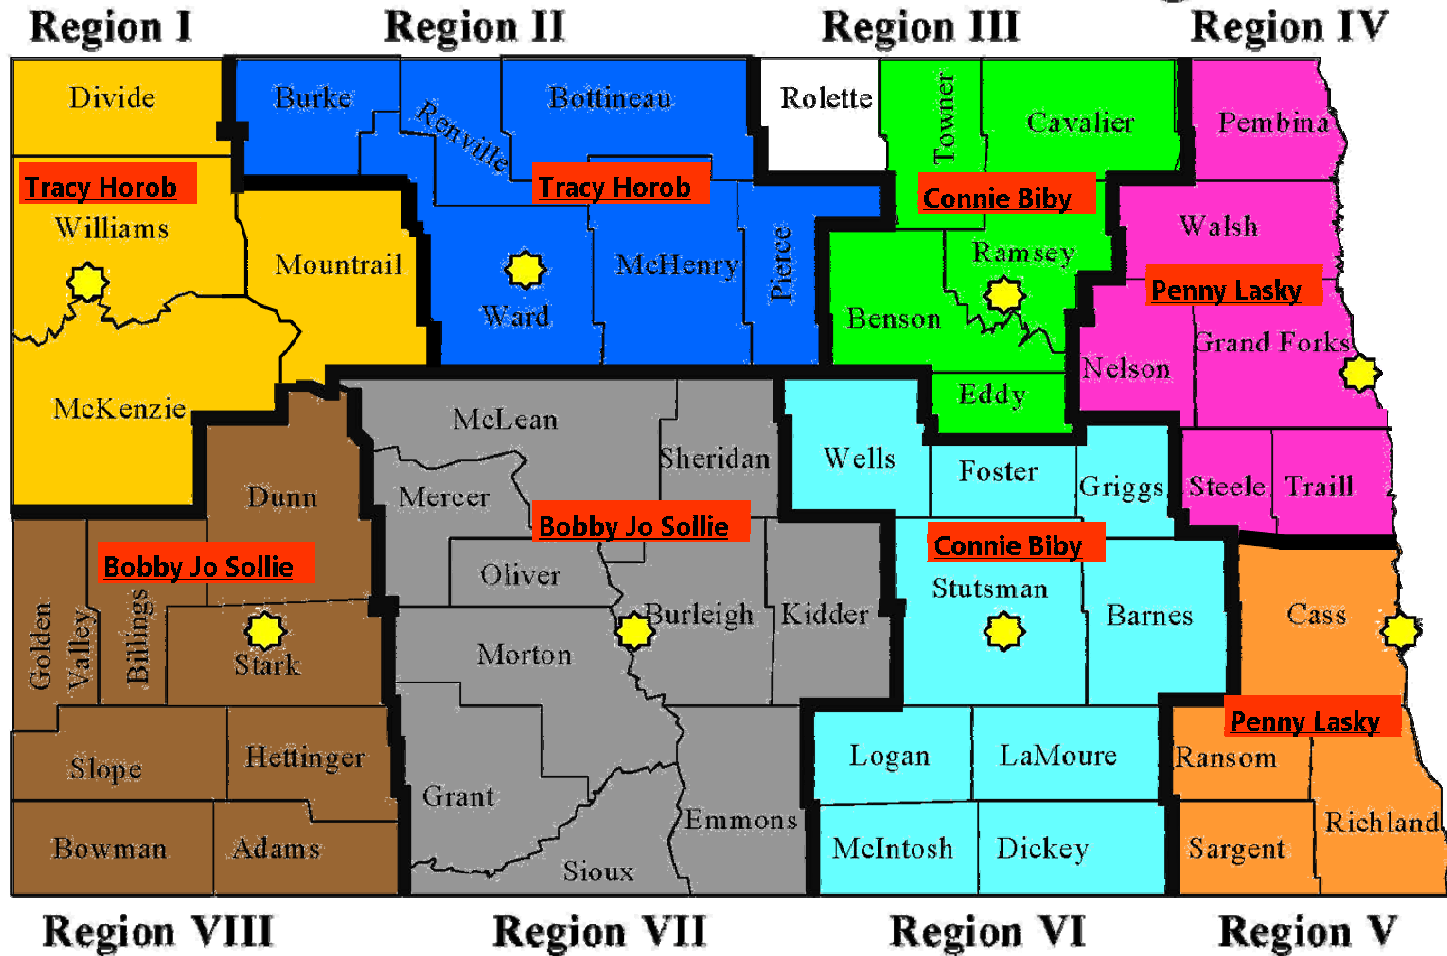 Region I Region II Region III Region IV
Divide Burke Renville Bottineau Rolette Towner Cavalier Pembina
Tracy Horob Tracy Horob Connie Biby
Williams Mountrail Ward McHenry Pierce Benson Ramsey Walsh
Penny Lasky
McKenzie Eddy Nelson Grand Forks
McLean Sheridan Wells Foster Griggs Steele Traill
Dunn Mercer
Bobby Jo Sollie Bobby Jo Sollie Connie Biby
Golden Valley Billings Stark Oliver Burleigh Kidder Stutsman Barnes Cass
Morton
Penny Lasky
Slope Hettinger Grant Emmons Logan LaMoure Ransom Richland
Bowman Adams Sioux McIntosh Dickey Sargent
Region VIII Region VII Region VI Region V